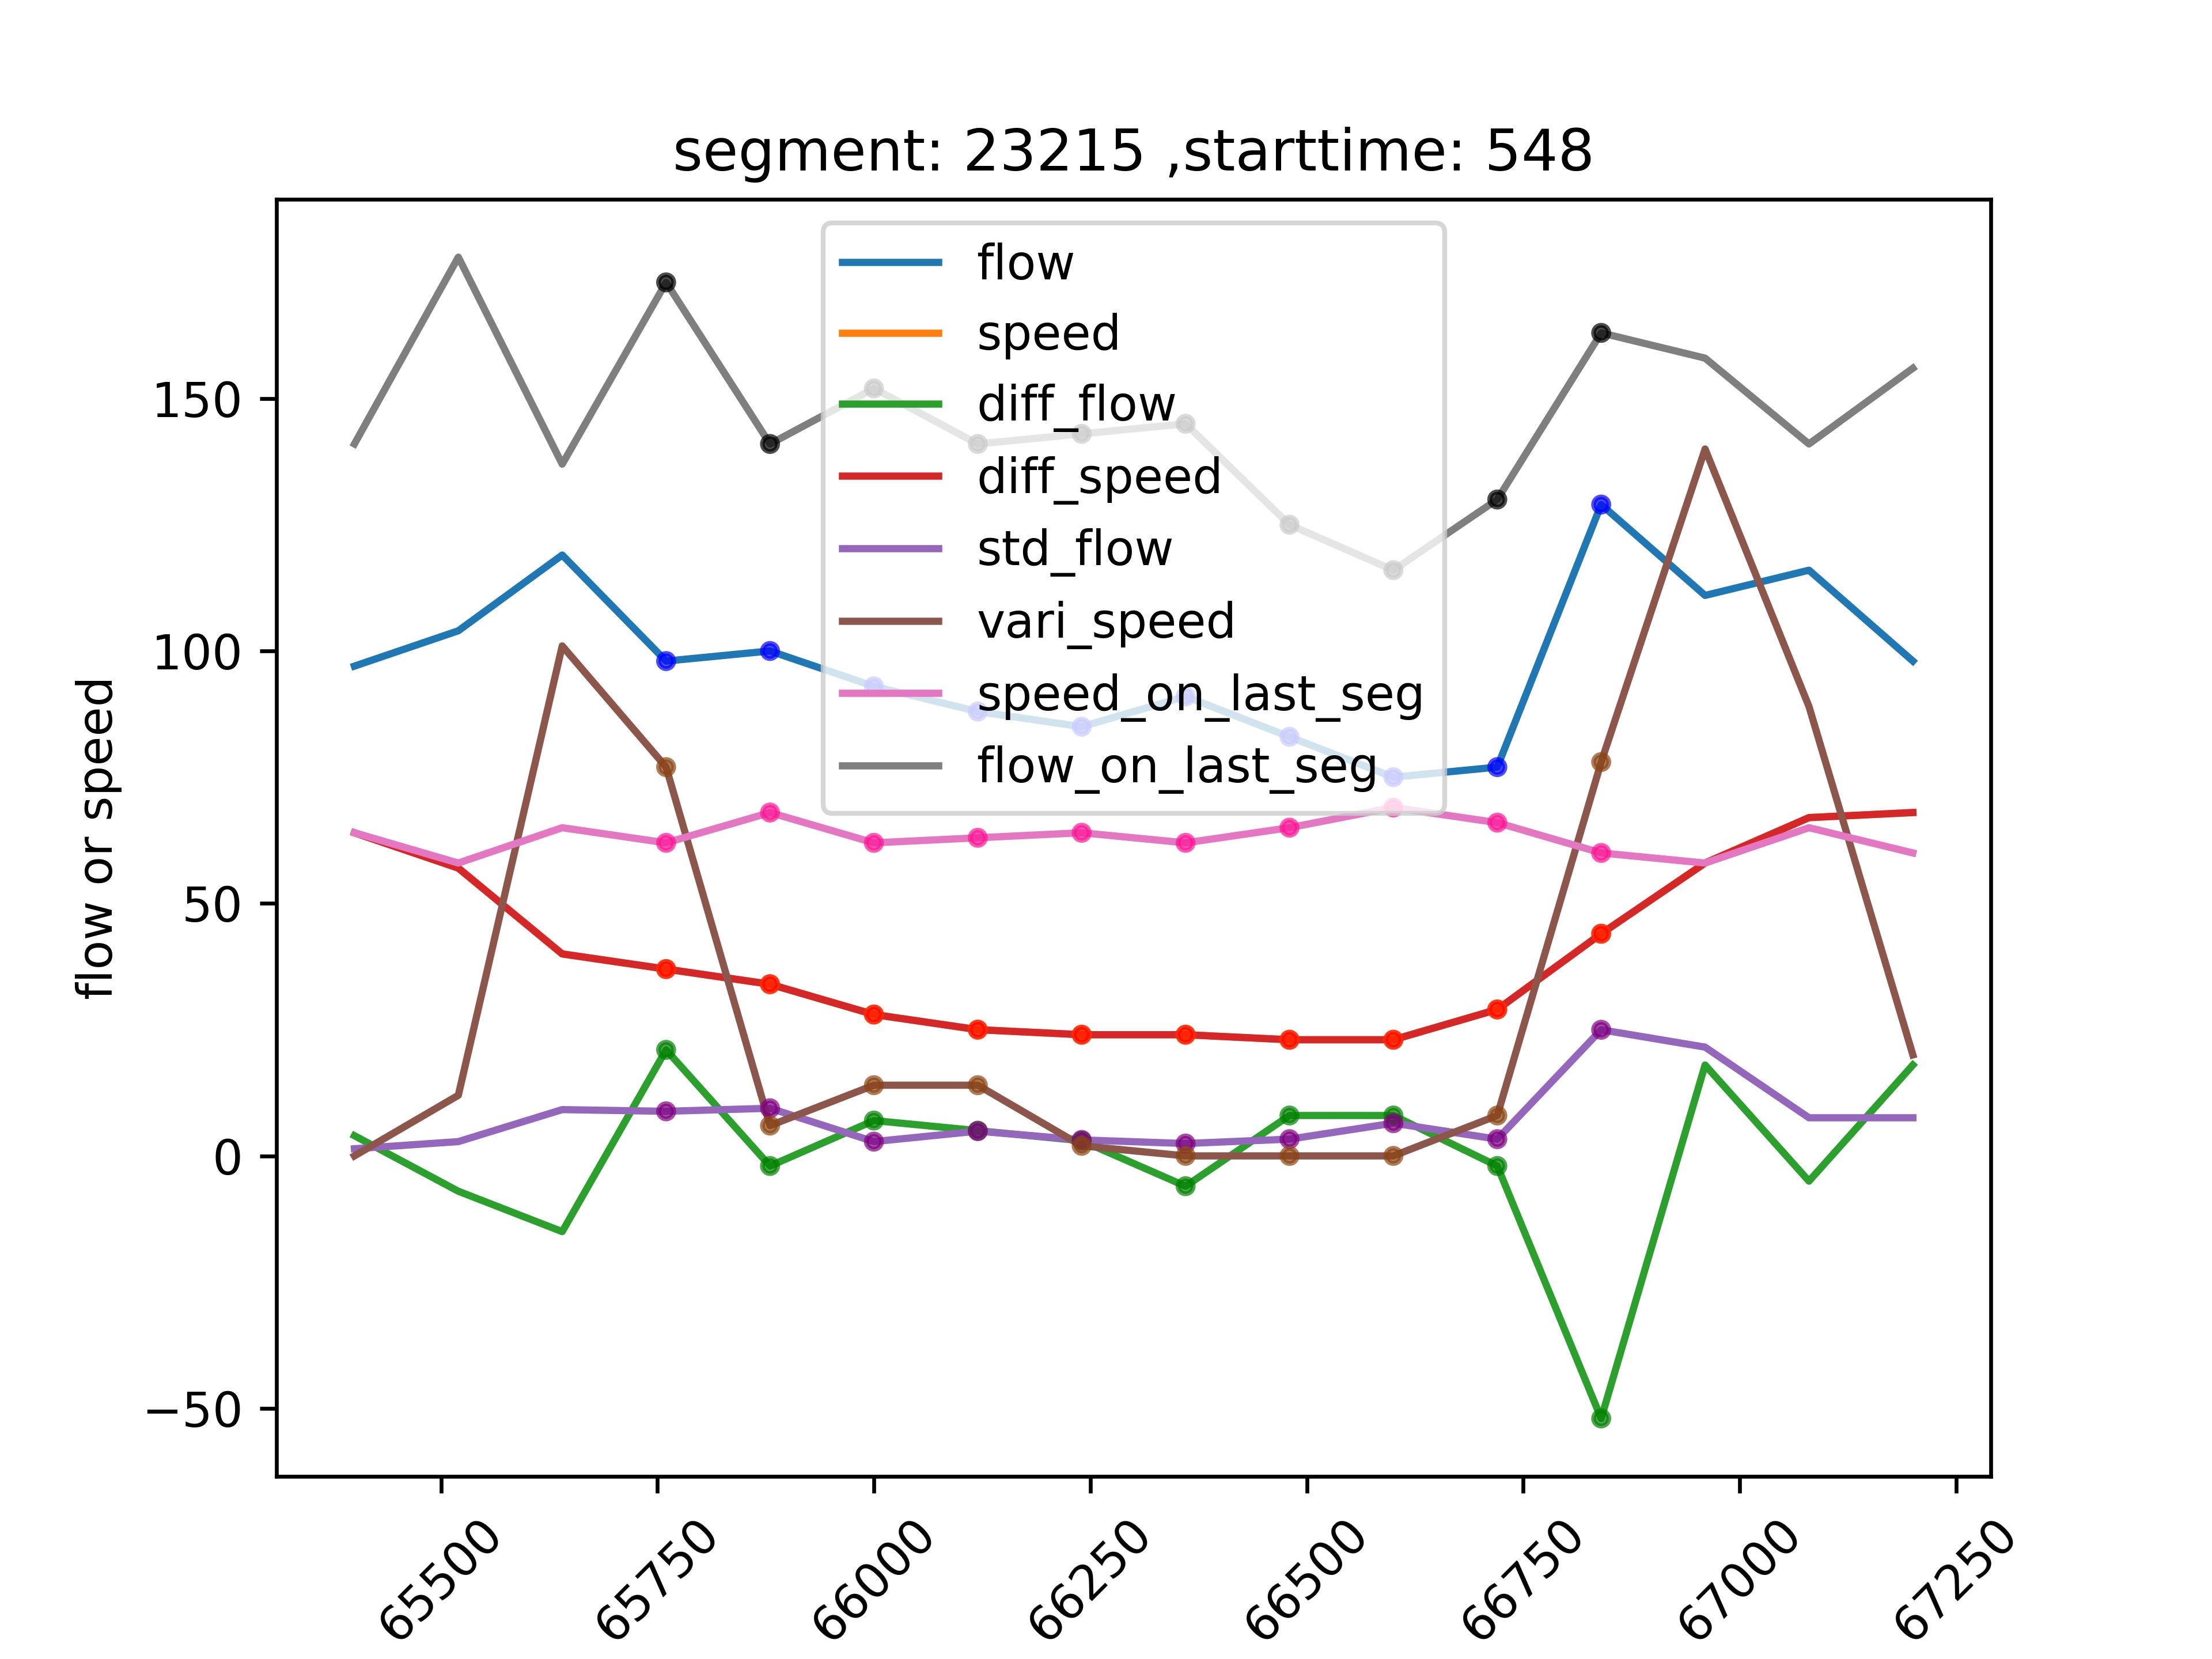 segment: 23215 ,starttime: 548
flow
speed
diff_flow
diff_speed
std_flow
vari_speed
speed_on_last_seg
flow_on_last_seg
flow or speed
150
100
50
0
−50
65500
65750
66000
66250
66500
66750
67000
67250